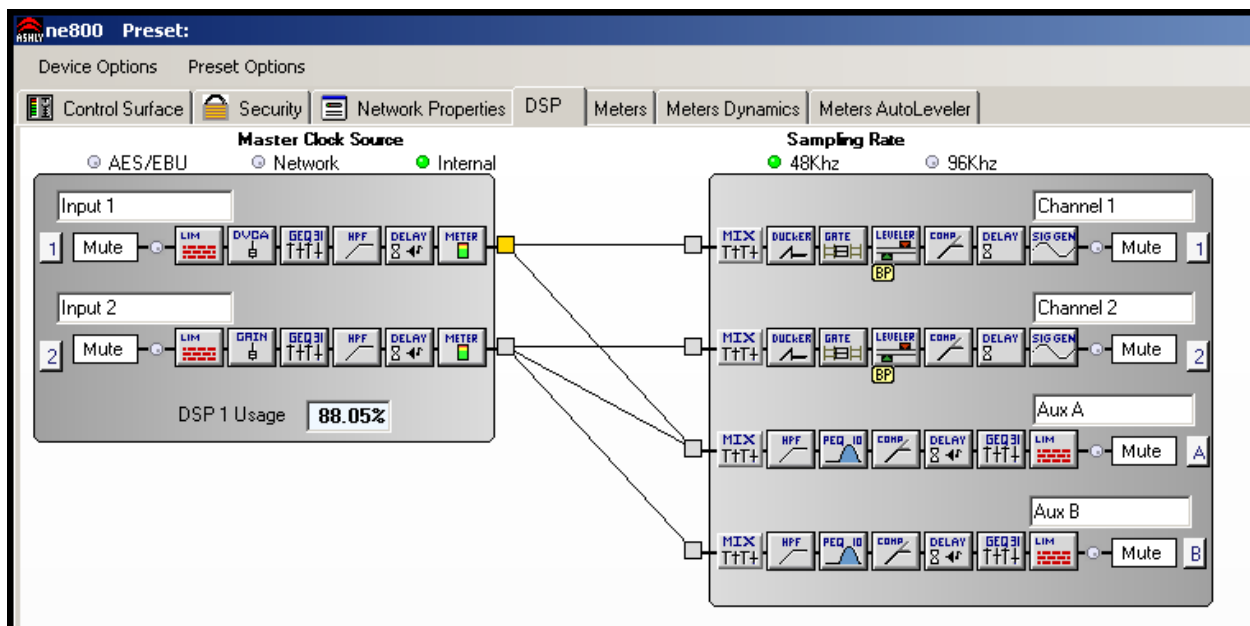 ASHLY ne800 Preset:
Device Options Preset Options
Control Surface Security Network Properties DSP Meters Meters Dynamics Meters AutoLeveler
Master Clock Source Sampling Rate
AES/EBU Network Internal 48Khz 96Khz
Input 1 Channel 1
1 Mute LIM DVCA GEQ31 HPF DELAY METER MIX DUCKER GATE LEVELER COMP DELAY SIG GEN Mute 1
BP
Input 2 Channel 2
2 Mute LIM GAIN GEQ31 HPF DELAY METER MIX DUCKER GATE LEVELER COMP DELAY SIG GEN Mute 2
BP
DSP 1 Usage 88.05%
Aux A
MIX HPF PEQ_10 COMP DELAY GEQ31 LIM Mute A
Aux B
MIX HPF PEQ_10 COMP DELAY GEQ31 LIM Mute B